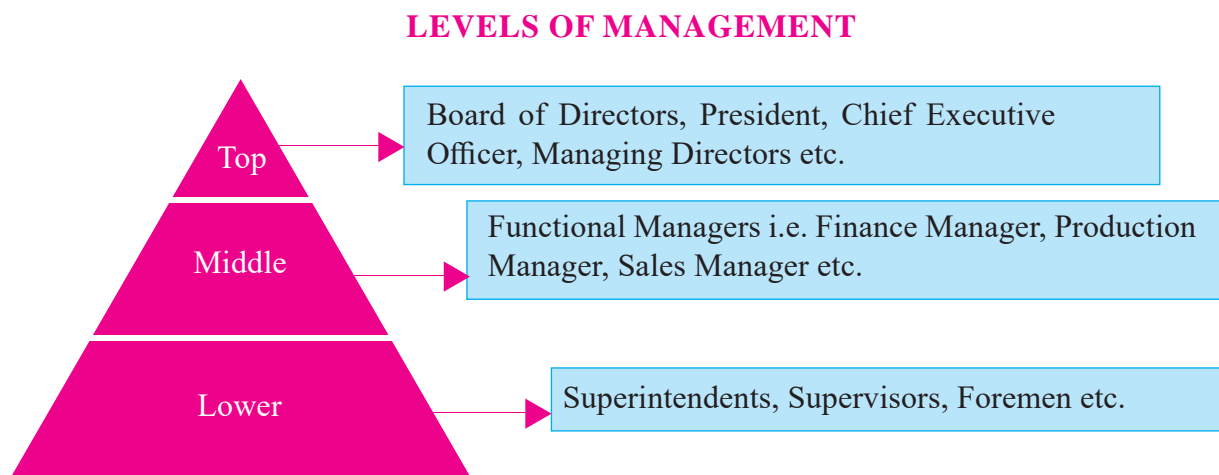 LEVELS OF MANAGEMENT
Top
Board of Directors, President, Chief Executive
Officer, Managing Directors etc.
Middle
Functional Managers i.e. Finance Manager, Production
Manager, Sales Manager etc.
Lower
Superintendents, Supervisors, Foremen etc.